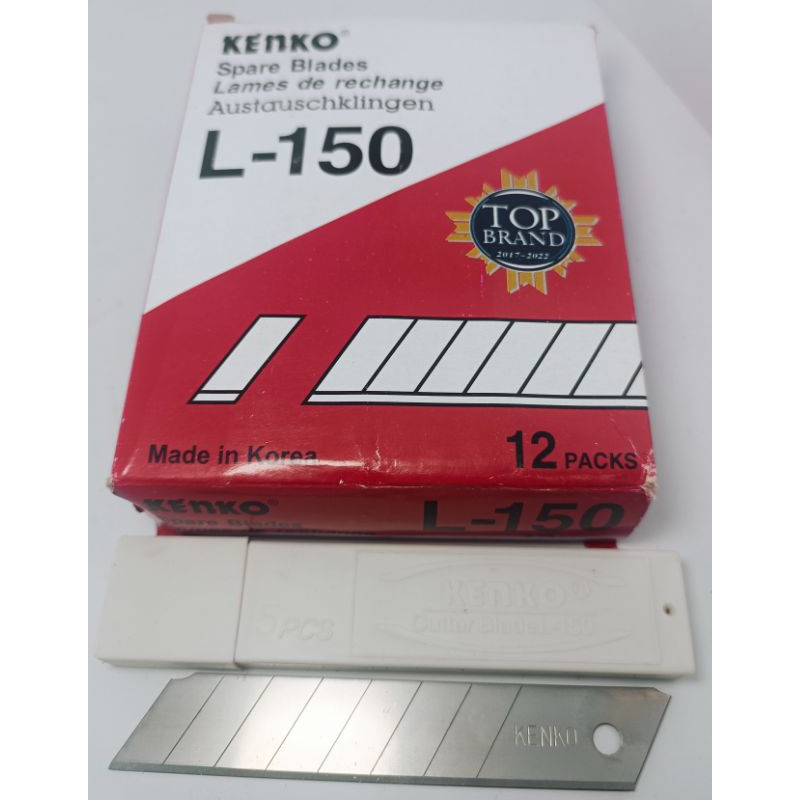 KENKO®
Spare Blades
Lames de rechange
Austauschklingen
L-150
TOP
BRAND
2017-2022
Made in Korea
12 PACKS
KENKO®
Spare Blades
L-150
KENKO®
5 PCS
Cutter Blade L-150
KENKO